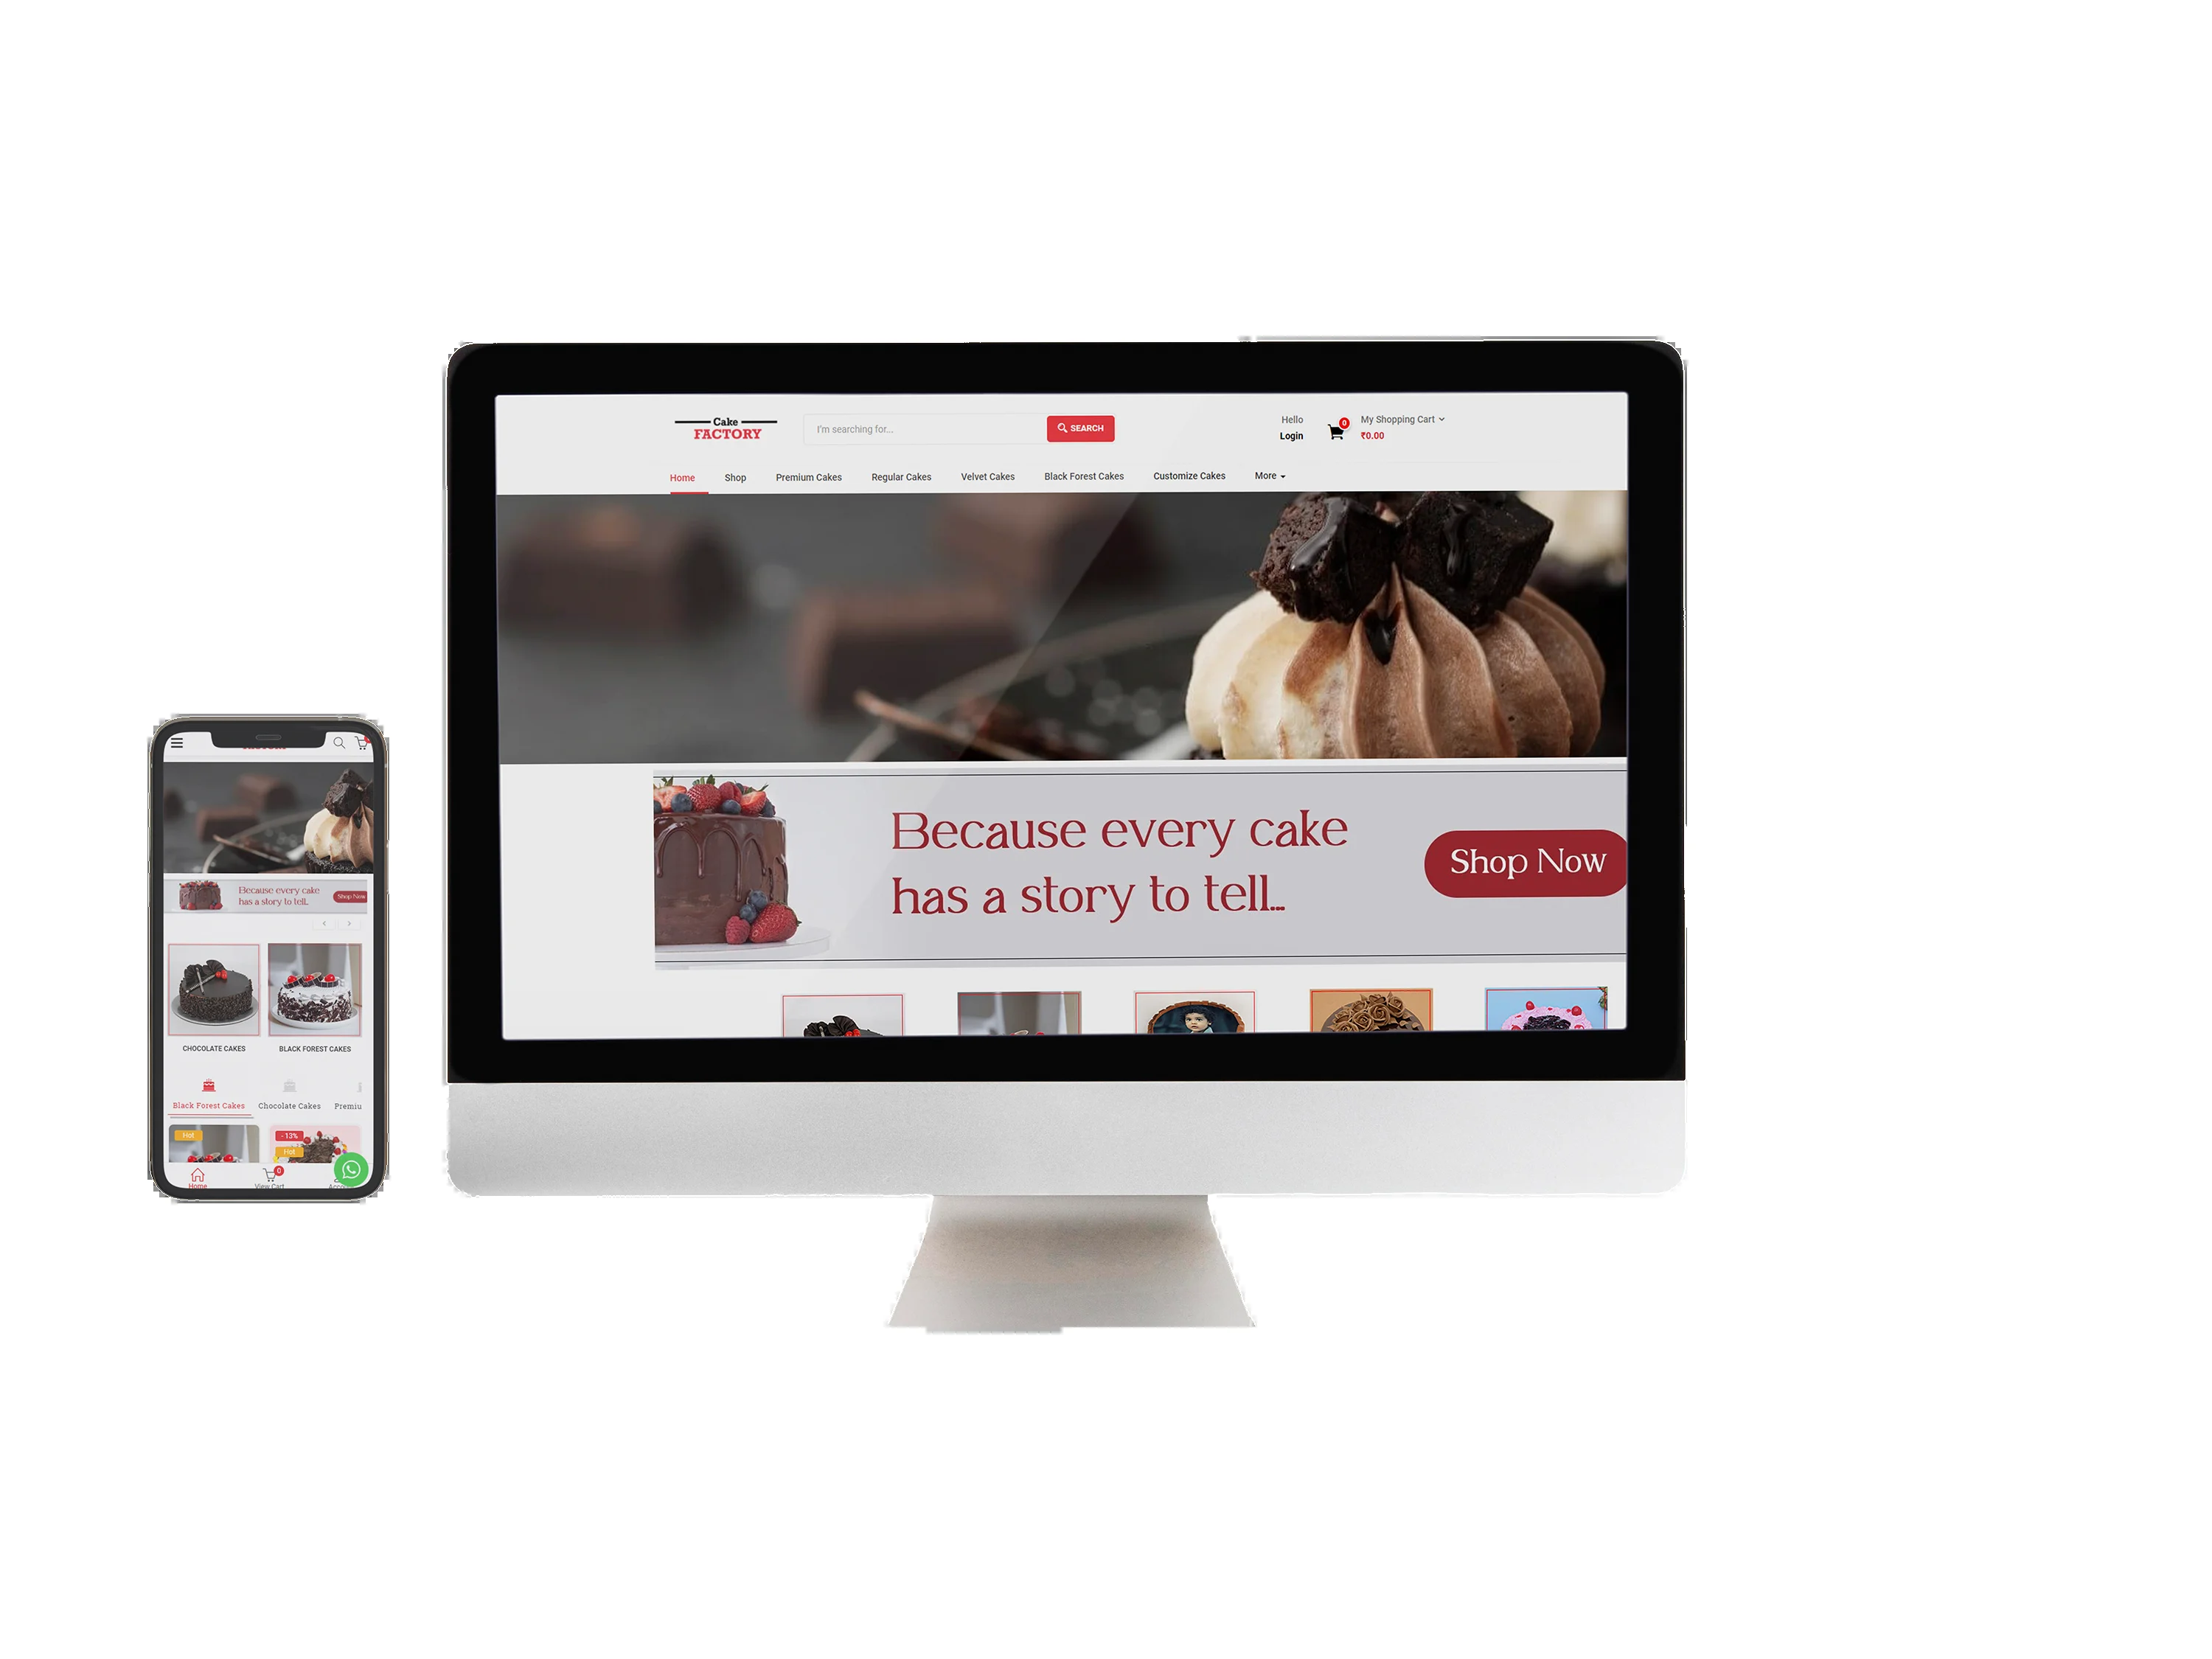 Cake
FACTORY
I'm searching for...
SEARCH
Hello
Login
0
My Shopping Cart
₹0.00
Home
Shop
Premium Cakes
Regular Cakes
Velvet Cakes
Black Forest Cakes
Customize Cakes
More
Because every cake
has a story to tell...
Shop Now
Because every cake
has a story to tell..
Shop Now
CHOCOLATE CAKES
BLACK FOREST CAKES
Black Forest Cakes
Chocolate Cakes
Premiu
Hot
-13%
Hot
0
Home
View Cart